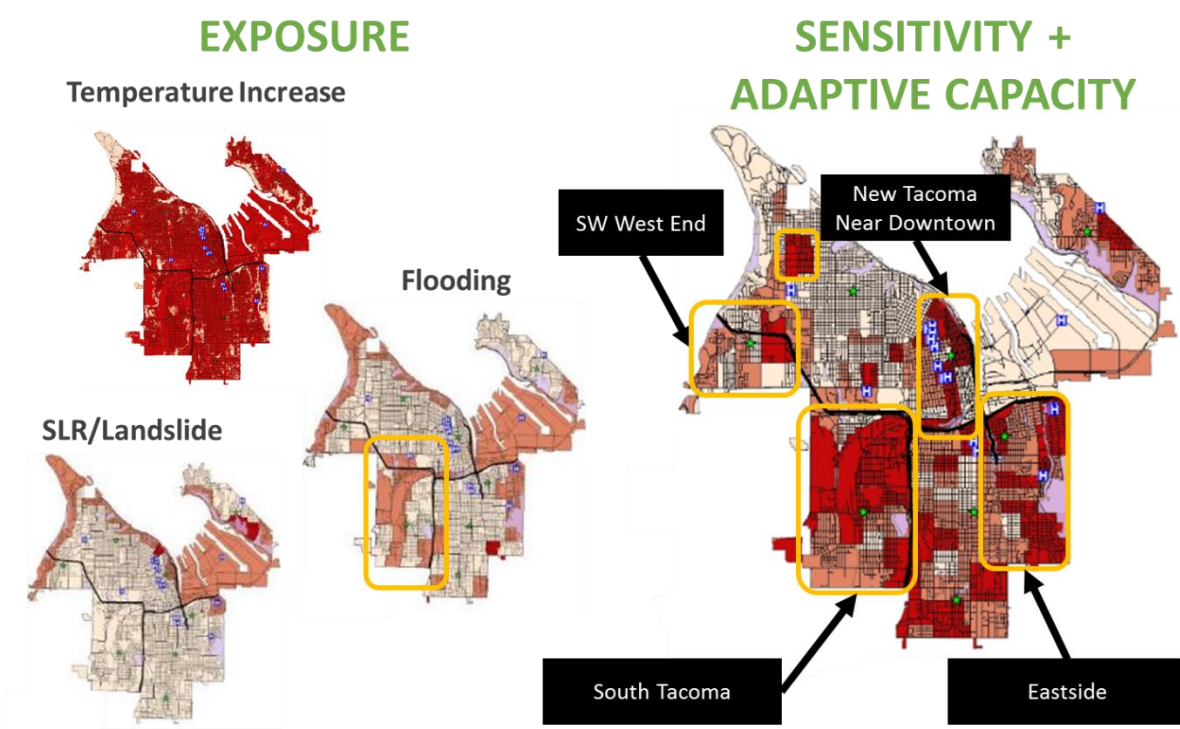 EXPOSURE
Temperature Increase
Flooding
SLR/Landslide
SENSITIVITY +
ADAPTIVE CAPACITY
SW West End
New Tacoma
Near Downtown
South Tacoma
Eastside
H